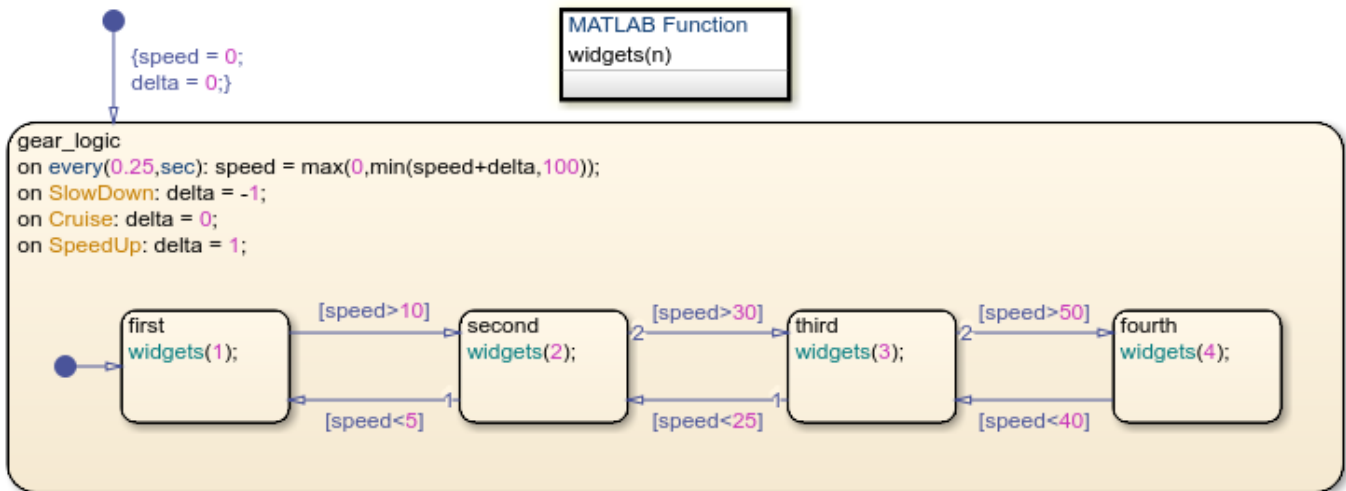 {speed = 0;
delta = 0;}
MATLAB Function
widgets(n)
gear_logic
on every(0.25,sec): speed = max(0,min(speed+delta,100));
on SlowDown: delta = -1;
on Cruise: delta = 0;
on SpeedUp: delta = 1;
[speed>10]
[speed>30]
[speed>50]
first
widgets(1);
second
widgets(2);
2
third
widgets(3);
2
fourth
widgets(4);
1
1
[speed<5]
[speed<25]
[speed<40]